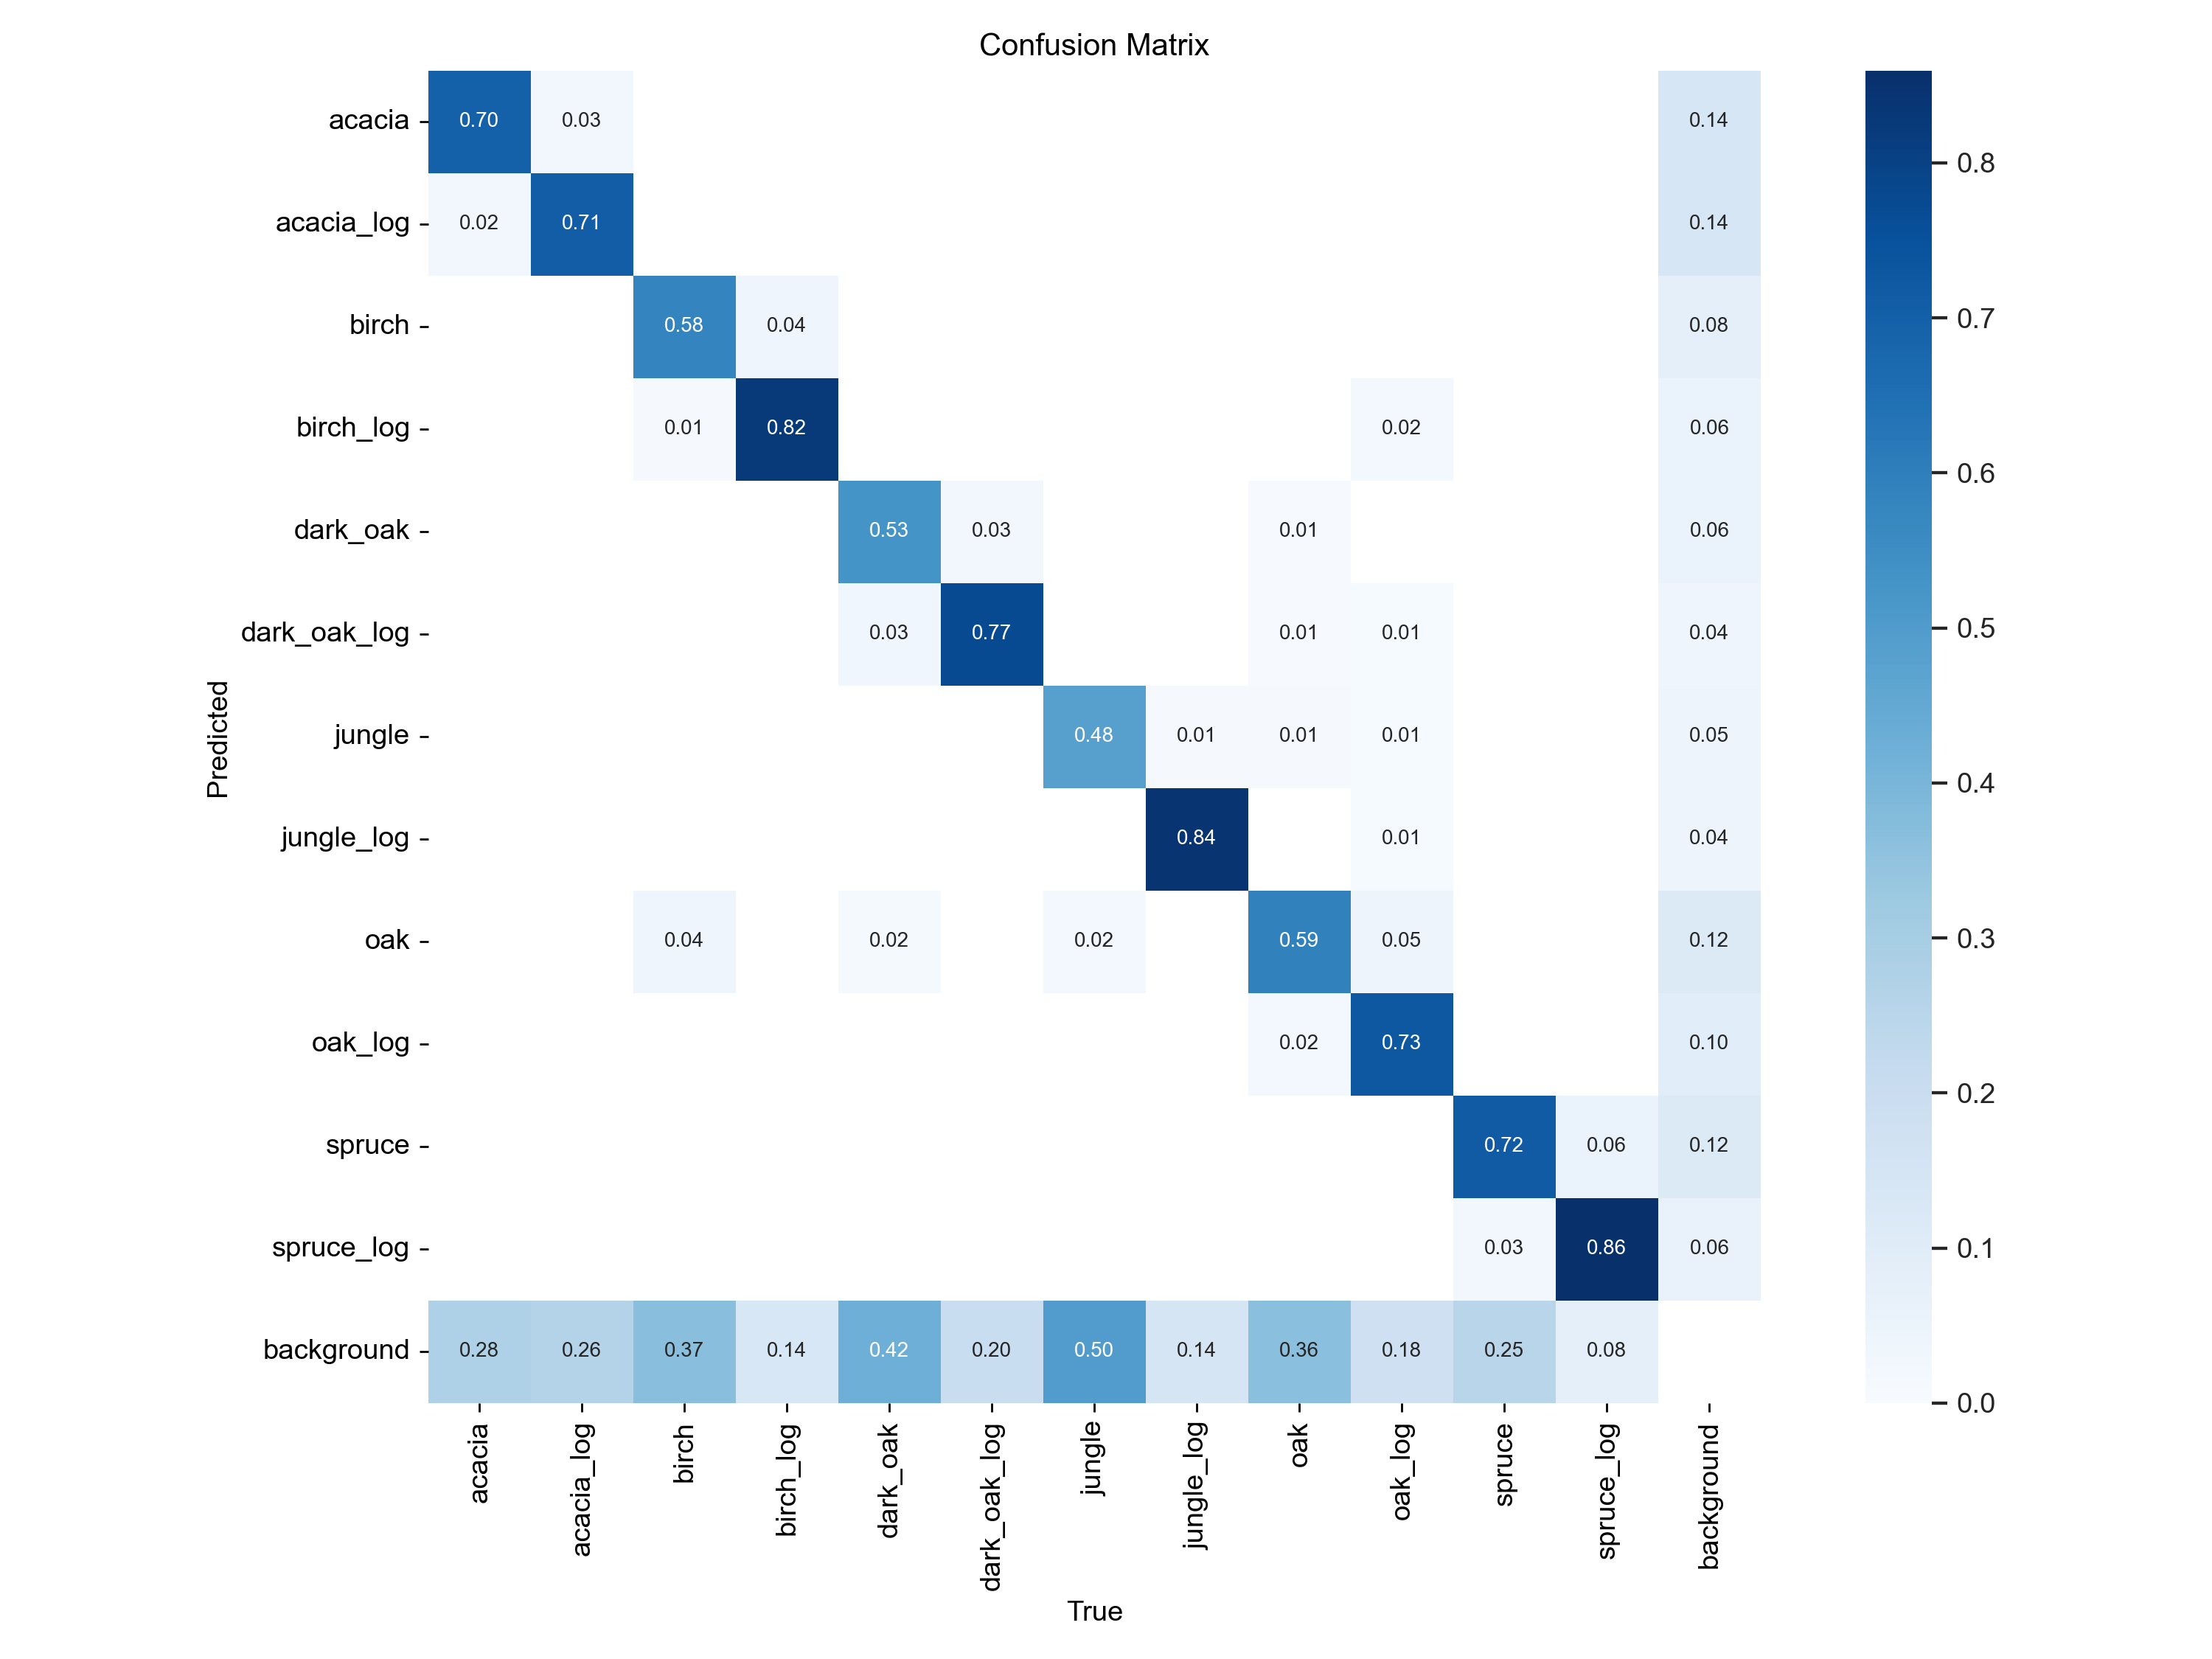 Confusion Matrix
acacia 0.70 0.03 0.14
acacia_log 0.02 0.71 0.14
birch 0.58 0.04 0.08
birch_log 0.01 0.82 0.02 0.06
dark_oak 0.53 0.03 0.01 0.06
dark_oak_log 0.03 0.77 0.01 0.01 0.04
jungle 0.48 0.01 0.01 0.01 0.05
jungle_log 0.84 0.01 0.04
oak 0.04 0.02 0.02 0.59 0.05 0.12
oak_log 0.02 0.73 0.10
spruce 0.72 0.06 0.12
spruce_log 0.03 0.86 0.06
background 0.28 0.26 0.37 0.14 0.42 0.20 0.50 0.14 0.36 0.18 0.25 0.08
Predicted
acacia
acacia_log
birch
birch_log
dark_oak
dark_oak_log
jungle
jungle_log
oak
oak_log
spruce
spruce_log
background
True
0.8
0.7
0.6
0.5
0.4
0.3
0.2
0.1
0.0